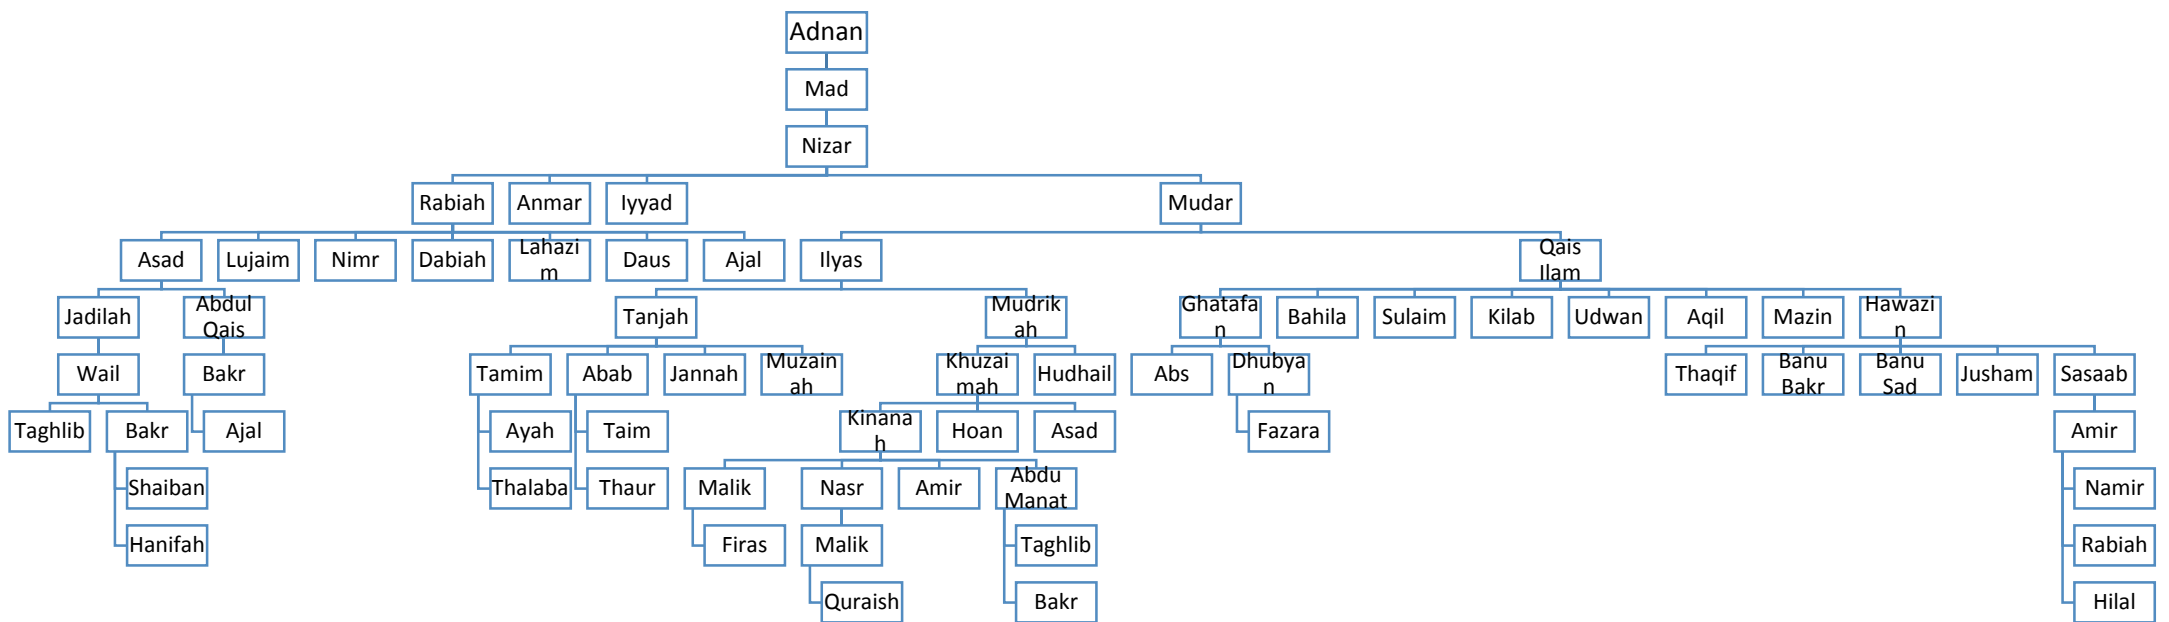 Adnan
Mad
Nizar
Rabiah
Anmar
Iyyad
Mudar
Asad
Lujaim
Nimr
Dabiah
Lahazi
m
Daus
Ajal
Ilyas
Qais
Ilam
Jadilah
Abdul
Qais
Tanjah
Mudrik
ah
Ghatafa
n
Bahila
Sulaim
Kilab
Udwan
Aqil
Mazin
Hawazi
n
Wail
Bakr
Tamim
Abab
Jannah
Muzain
ah
Khuzai
mah
Hudhail
Abs
Dhubya
n
Thaqif
Banu
Bakr
Banu
Sad
Jusham
Sasaab
Taghlib
Bakr
Ajal
Ayah
Taim
Kinana
h
Hoan
Asad
Fazara
Amir
Shaiban
Thalaba
Thaur
Malik
Nasr
Amir
Abdu
Manat
Namir
Hanifah
Firas
Malik
Taghlib
Rabiah
Quraish
Bakr
Hilal